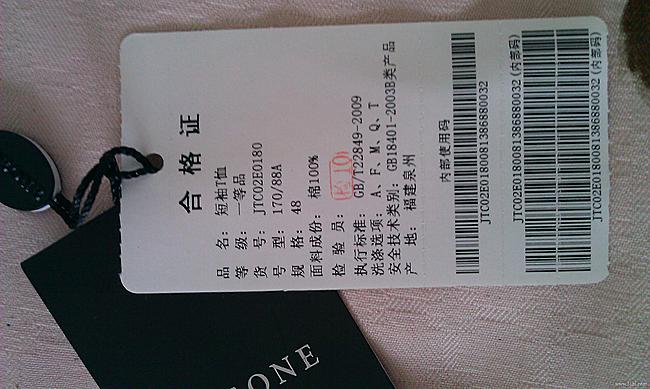 合格证
品 名: 短袖T恤
等 级: 一等品
货 号: JTC02E0180
号 型: 170/88A
规 格: 48
面料成份: 棉100%
检 验 员: 检10
执行标准: GB/T22849-2009
洗涤选项: A、F、M、Q、T
安全技术类别: GB18401-2003B类产品
产 地: 福建泉州
内部使用码
JTC02E01800081386880032
JTC02E01800081386880032(内部码)
JTC02E01800081386880032(内部码)
ONE